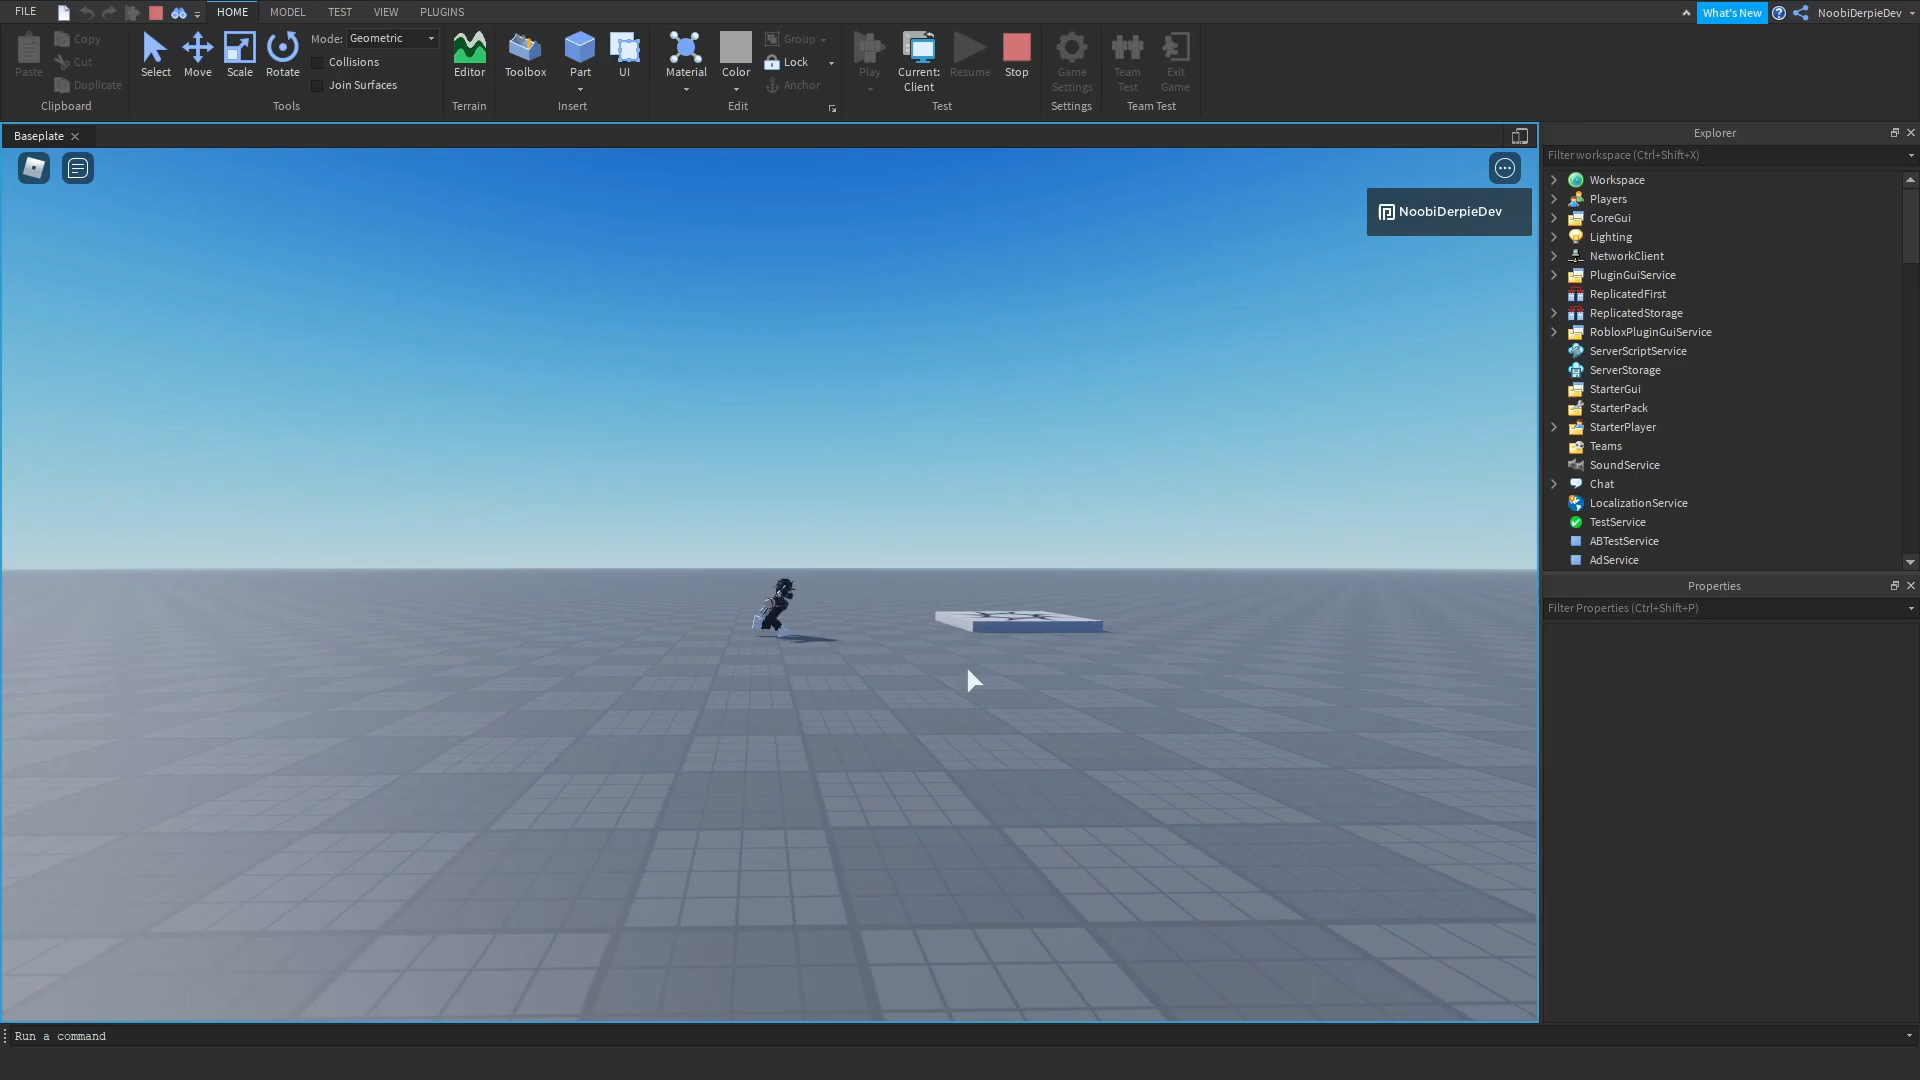 FILE HOME MODEL TEST VIEW PLUGINS What's New NoobiDerpieDev
Paste Copy Cut Duplicate
Clipboard
Select Move Scale Rotate
Mode: Geometric
Collisions
Join Surfaces
Tools
Editor
Terrain
Toolbox Part UI
Insert
Material Color Group Lock Anchor
Edit
Play Current: Client Resume Stop
Test
Game Settings
Settings
Team Test Exit Game
Team Test
Baseplate
NoobiDerpieDev
Explorer
Filter workspace (Ctrl+Shift+X)
Workspace
Players
CoreGui
Lighting
NetworkClient
PluginGuiService
ReplicatedFirst
ReplicatedStorage
RobloxPluginGuiService
ServerScriptService
ServerStorage
StarterGui
StarterPack
StarterPlayer
Teams
SoundService
Chat
LocalizationService
TestService
ABTestService
AdService
Properties
Filter Properties (Ctrl+Shift+P)
Run a command